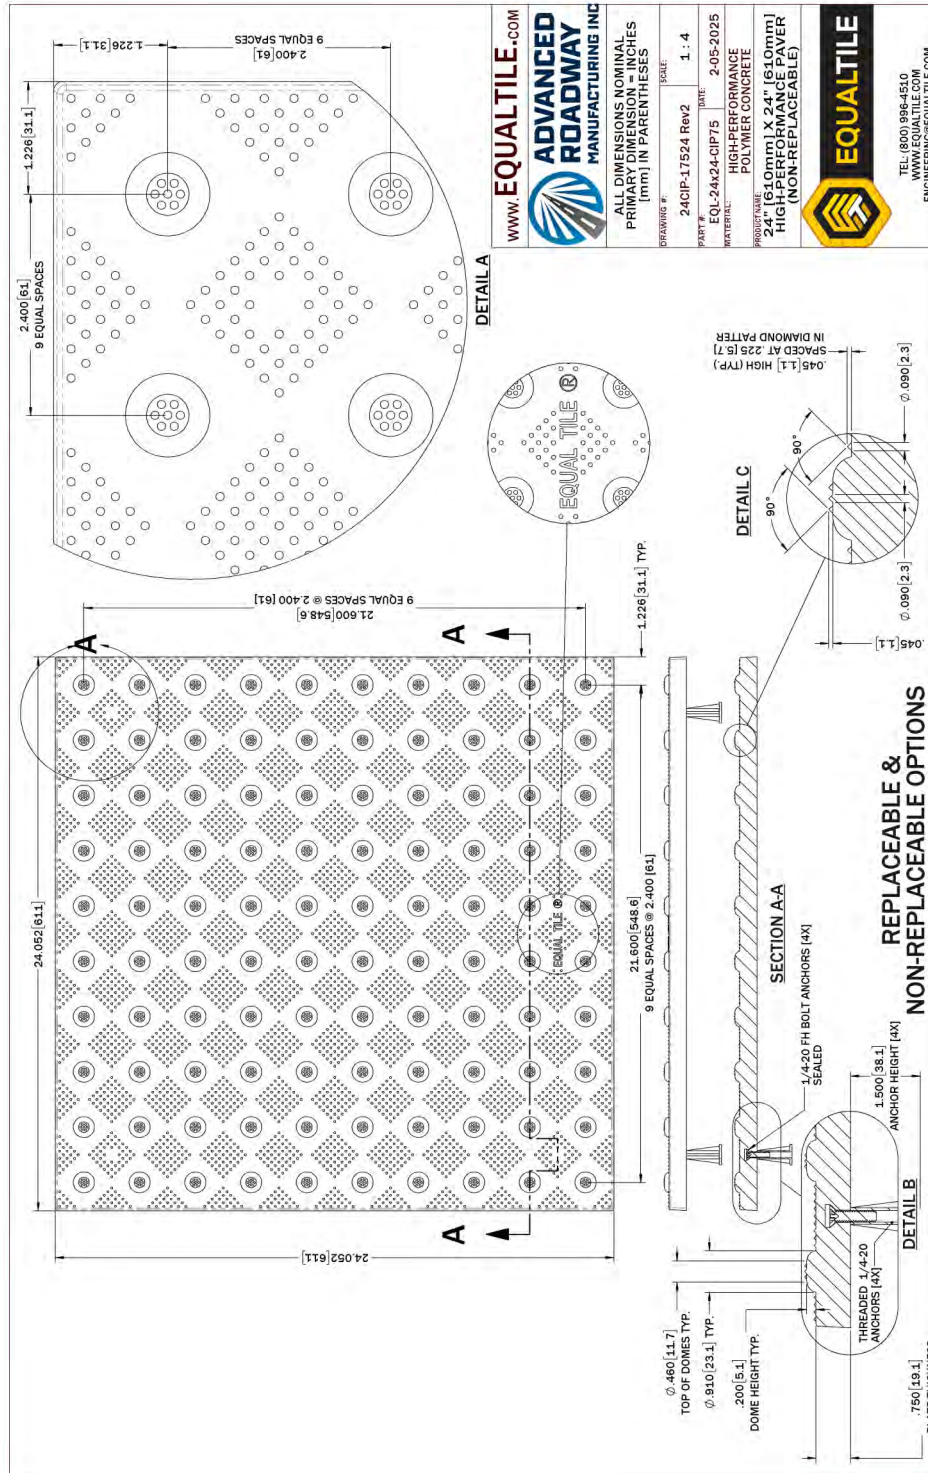 1.226[31.1]
2.400[61]
9 EQUAL SPACES
1.226[31.1]
2.400[61]
9 EQUAL SPACES
DETAIL A
WWW.EQUALTILE.COM
ADVANCED
ROADWAY
MANUFACTURING INC
ALL DIMENSIONS NOMINAL
PRIMARY DIMENSION = INCHES
[mm] IN PARENTHESES
DRAWING #:
24CIP-17524 Rev2
SCALE:
1 : 4
PART #:
EQL-24x24-CIP75
DATE:
2-05-2025
MATERIAL:
HIGH-PERFORMANCE
POLYMER CONCRETE
PRODUCT NAME:
24" [610mm] X 24" [610mm]
HIGH-PERFORMANCE PAVER
(NON-REPLACEABLE)
EQUALTILE
TEL: (800) 996-4510
WWW.EQUALTILE.COM
ENGINEERING@EQUALTILE.COM
EQUAL TILE ®
24.052[611]
24.052[611]
21.600[548.6]
9 EQUAL SPACES @ 2.400 [61]
A
A
A
EQUAL TILE ®
1.226[31.1] TYP.
21.600[548.6]
9 EQUAL SPACES @ 2.400 [61]
SECTION A-A
DETAIL C
90°
90°
.045[1.1] HIGH (TYP.)
SPACED AT .225 [5.7]
IN DIAMOND PATTER
∅.090[2.3]
∅.090[2.3]
.045[1.1]
∅.460[11.7]
TOP OF DOMES TYP.
∅.910[23.1] TYP.
.200[5.1]
DOME HEIGHT TYP.
.750[19.1]
1/4-20 FH BOLT ANCHORS [4X]
SEALED
THREADED 1/4-20
ANCHORS [4X]
1.500[38.1]
ANCHOR HEIGHT [4X]
DETAIL B
REPLACEABLE &
NON-REPLACEABLE OPTIONS